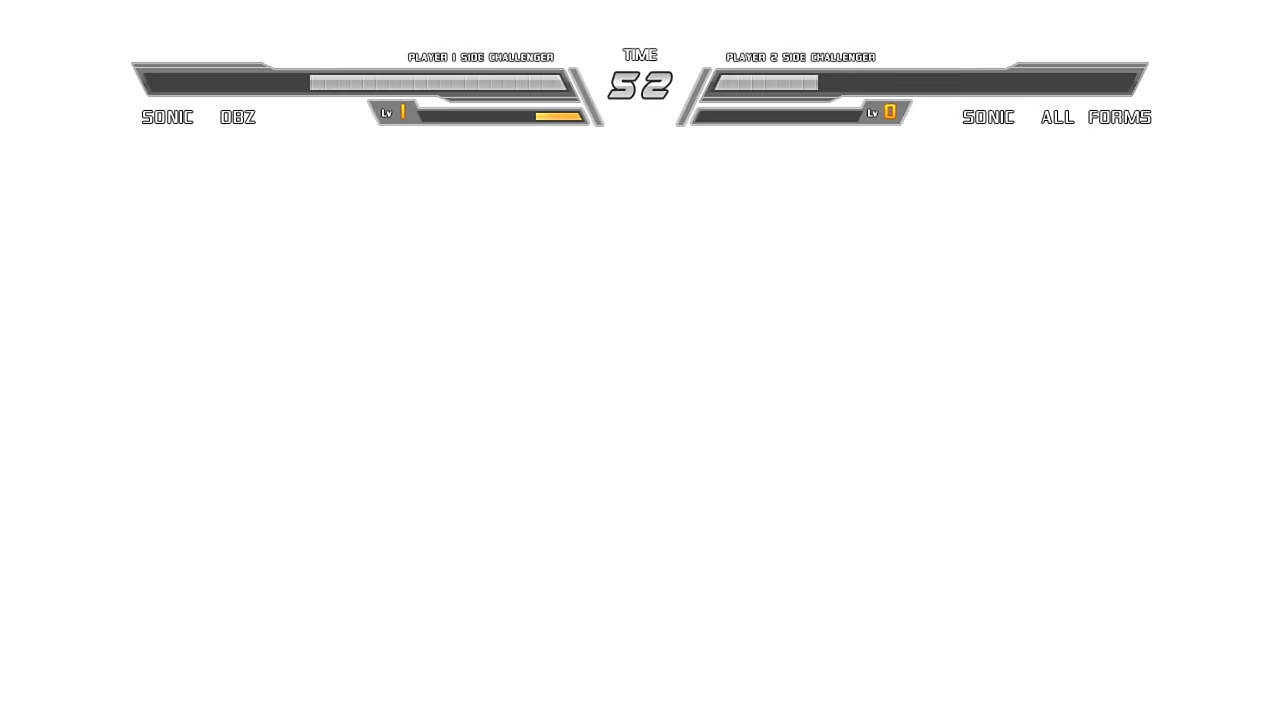 PLAYER 1 SIDE CHALLENGER
TIME
PLAYER 2 SIDE CHALLENGER
52
Lv 1
Lv 0
SONIC DBZ
SONIC ALL FORMS